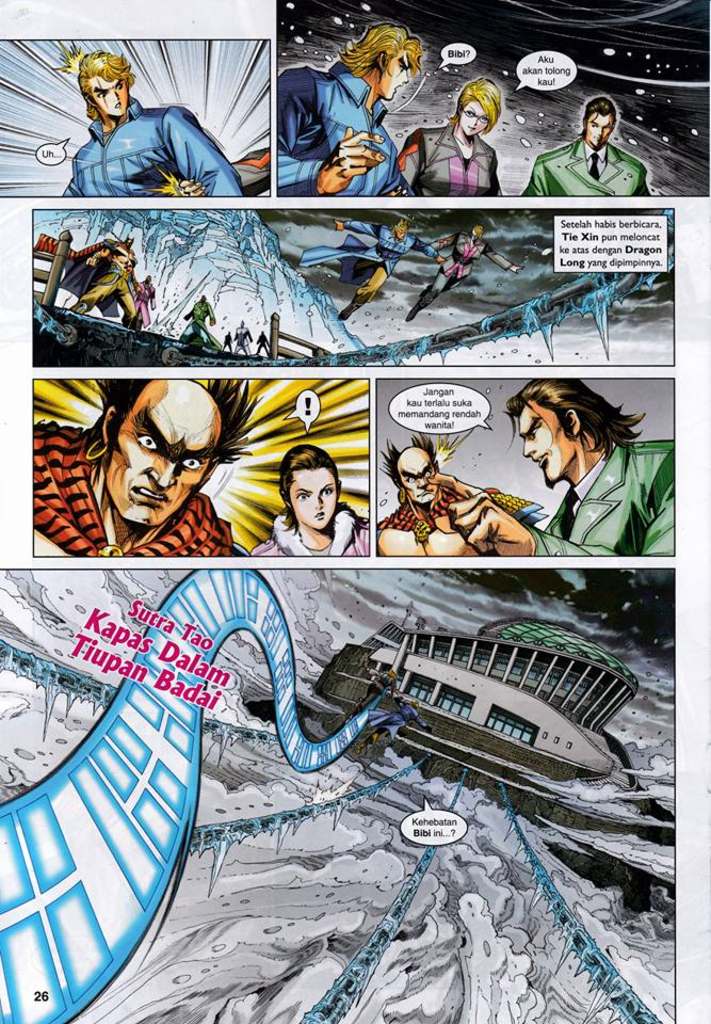 Uh...
Bibi?
Aku
akan tolong
kau!
Setelah habis berbicara,
Tie Xin pun meloncat
ke atas dengan Dragon
Long yang dipimpinnya.
!
Jangan
kau terlalu suka
memandang rendah
wanita!
Sutra Tao
Kapas Dalam
Tiupan Badai
Kehebatan
Bibi ini...?
26